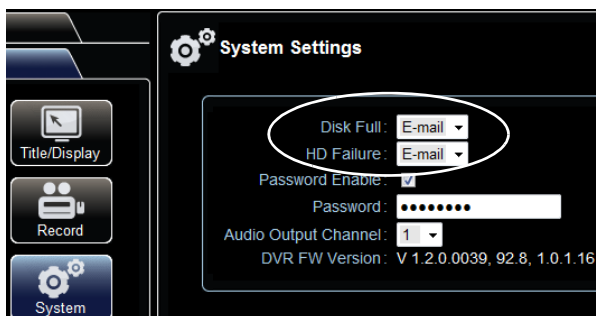 System Settings
Disk Full: E-mail
HD Failure: E-mail
Password Enable:
Password: ●●●●●●●●
Audio Output Channel: 1
DVR FW Version: V 1.2.0.0039, 92.8, 1.0.1.16
Title/Display
Record
System